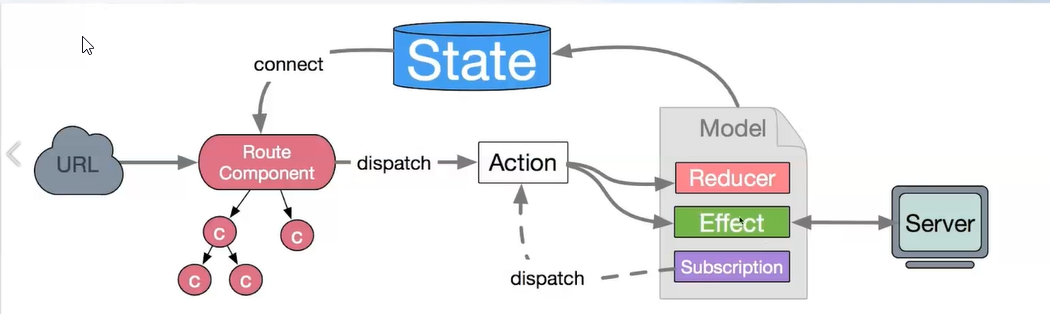 State
connect
URL
Route
Component
dispatch
Action
Model
Reducer
Effect
Subscription
Server
dispatch
C
C
C
C